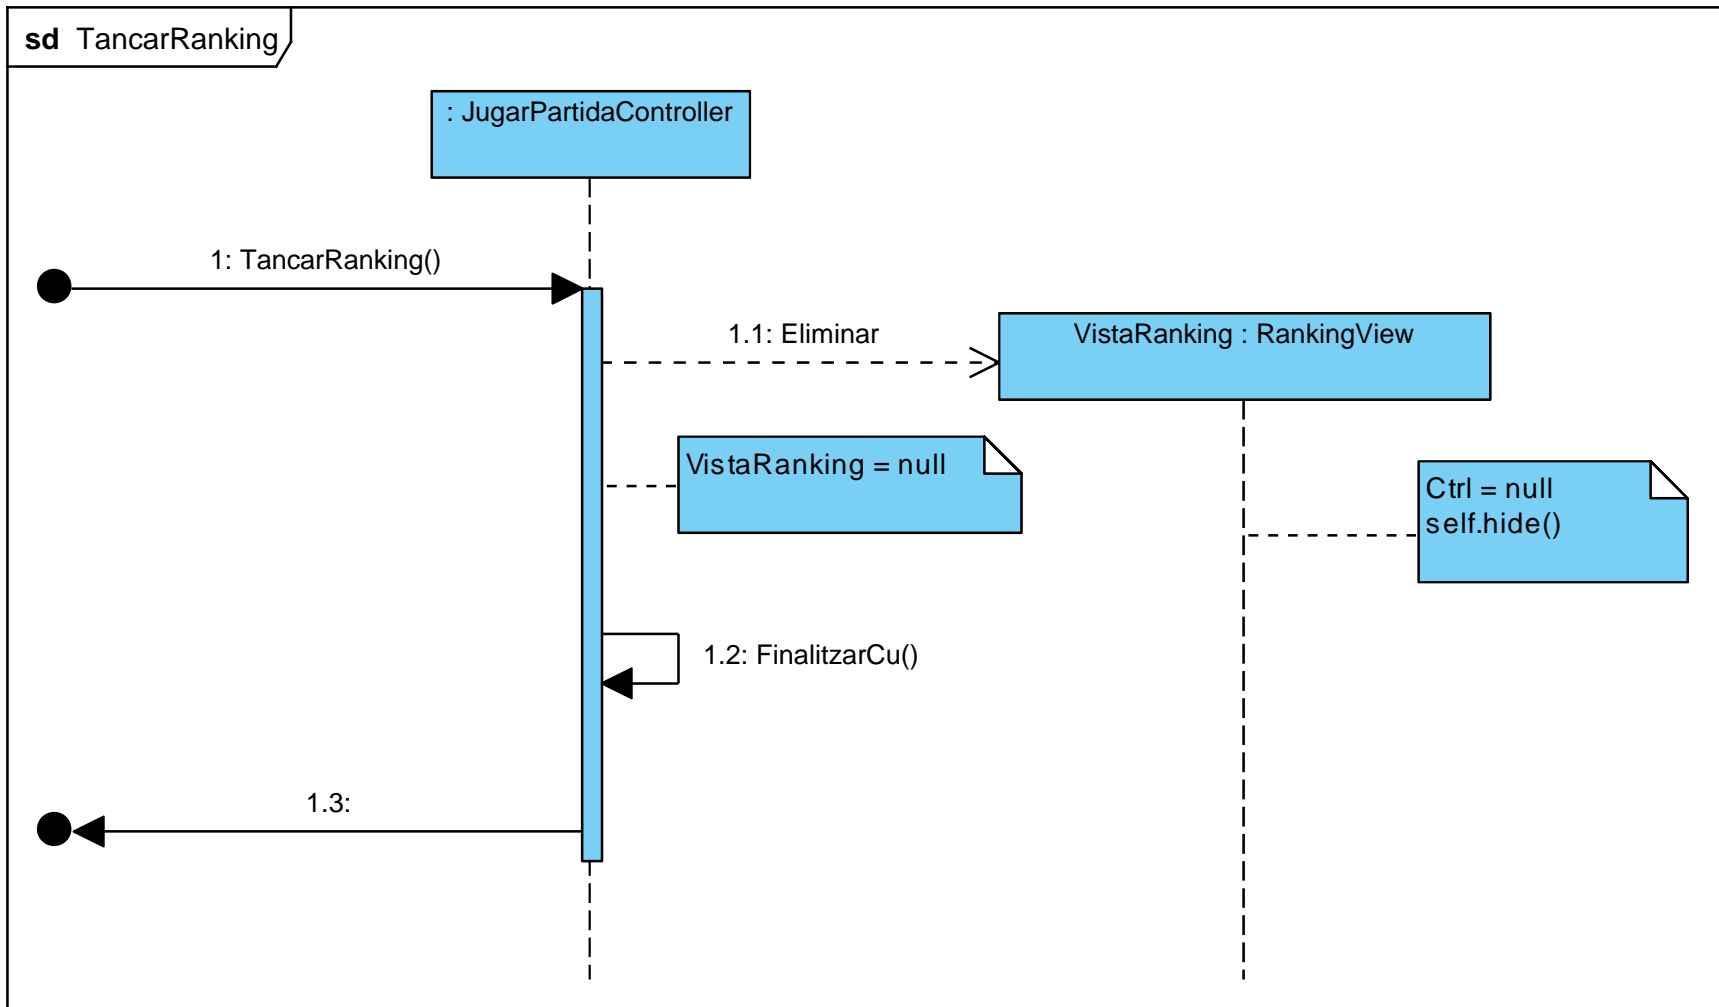 sd TancarRanking
: JugarPartidaController
1: TancarRanking()
1.1: Eliminar
VistaRanking : RankingView
VistaRanking = null
Ctrl = null
self.hide()
1.2: FinalitzarCu()
1.3: